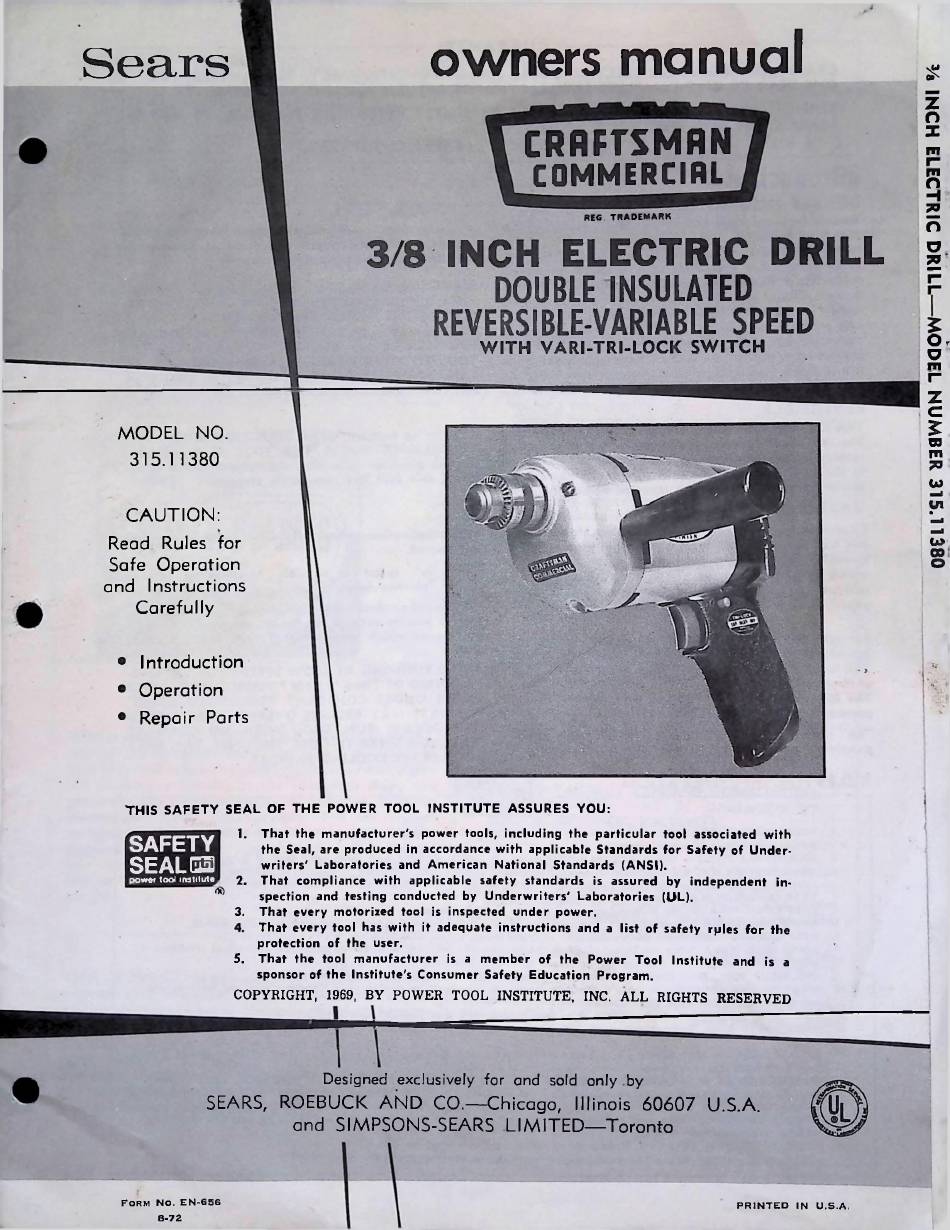 Sears
owners manual
CRAFTSMAN
COMMERCIAL
REG. TRADEMARK
3/8 INCH ELECTRIC DRILL
DOUBLE INSULATED
REVERSIBLE-VARIABLE SPEED
WITH VARI-TRI-LOCK SWITCH
MODEL NO.
315.11380
CAUTION:
Read Rules for
Safe Operation
and Instructions
Carefully
• Introduction
• Operation
• Repair Parts
CRAFTSMAN
COMMERCIAL
THIS SAFETY SEAL OF THE POWER TOOL INSTITUTE ASSURES YOU:
SAFETY
SEAL pti
power tool institute
®
1. That the manufacturer's power tools, including the particular tool associated with
the Seal, are produced in accordance with applicable Standards for Safety of Under-
writers' Laboratories and American National Standards (ANSI).
2. That compliance with applicable safety standards is assured by independent in-
spection and testing conducted by Underwriters' Laboratories (UL).
3. That every motorized tool is inspected under power.
4. That every tool has with it adequate instructions and a list of safety rules for the
protection of the user.
5. That the tool manufacturer is a member of the Power Tool Institute and is a
sponsor of the Institute's Consumer Safety Education Program.
COPYRIGHT, 1969, BY POWER TOOL INSTITUTE, INC. ALL RIGHTS RESERVED
Designed exclusively for and sold only by
SEARS, ROEBUCK AND CO.—Chicago, Illinois 60607 U.S.A.
and SIMPSONS-SEARS LIMITED—Toronto
UL
FORM NO. EN-656
8-72
PRINTED IN U.S.A.
3/8 INCH ELECTRIC DRILL—MODEL NUMBER 315.11380